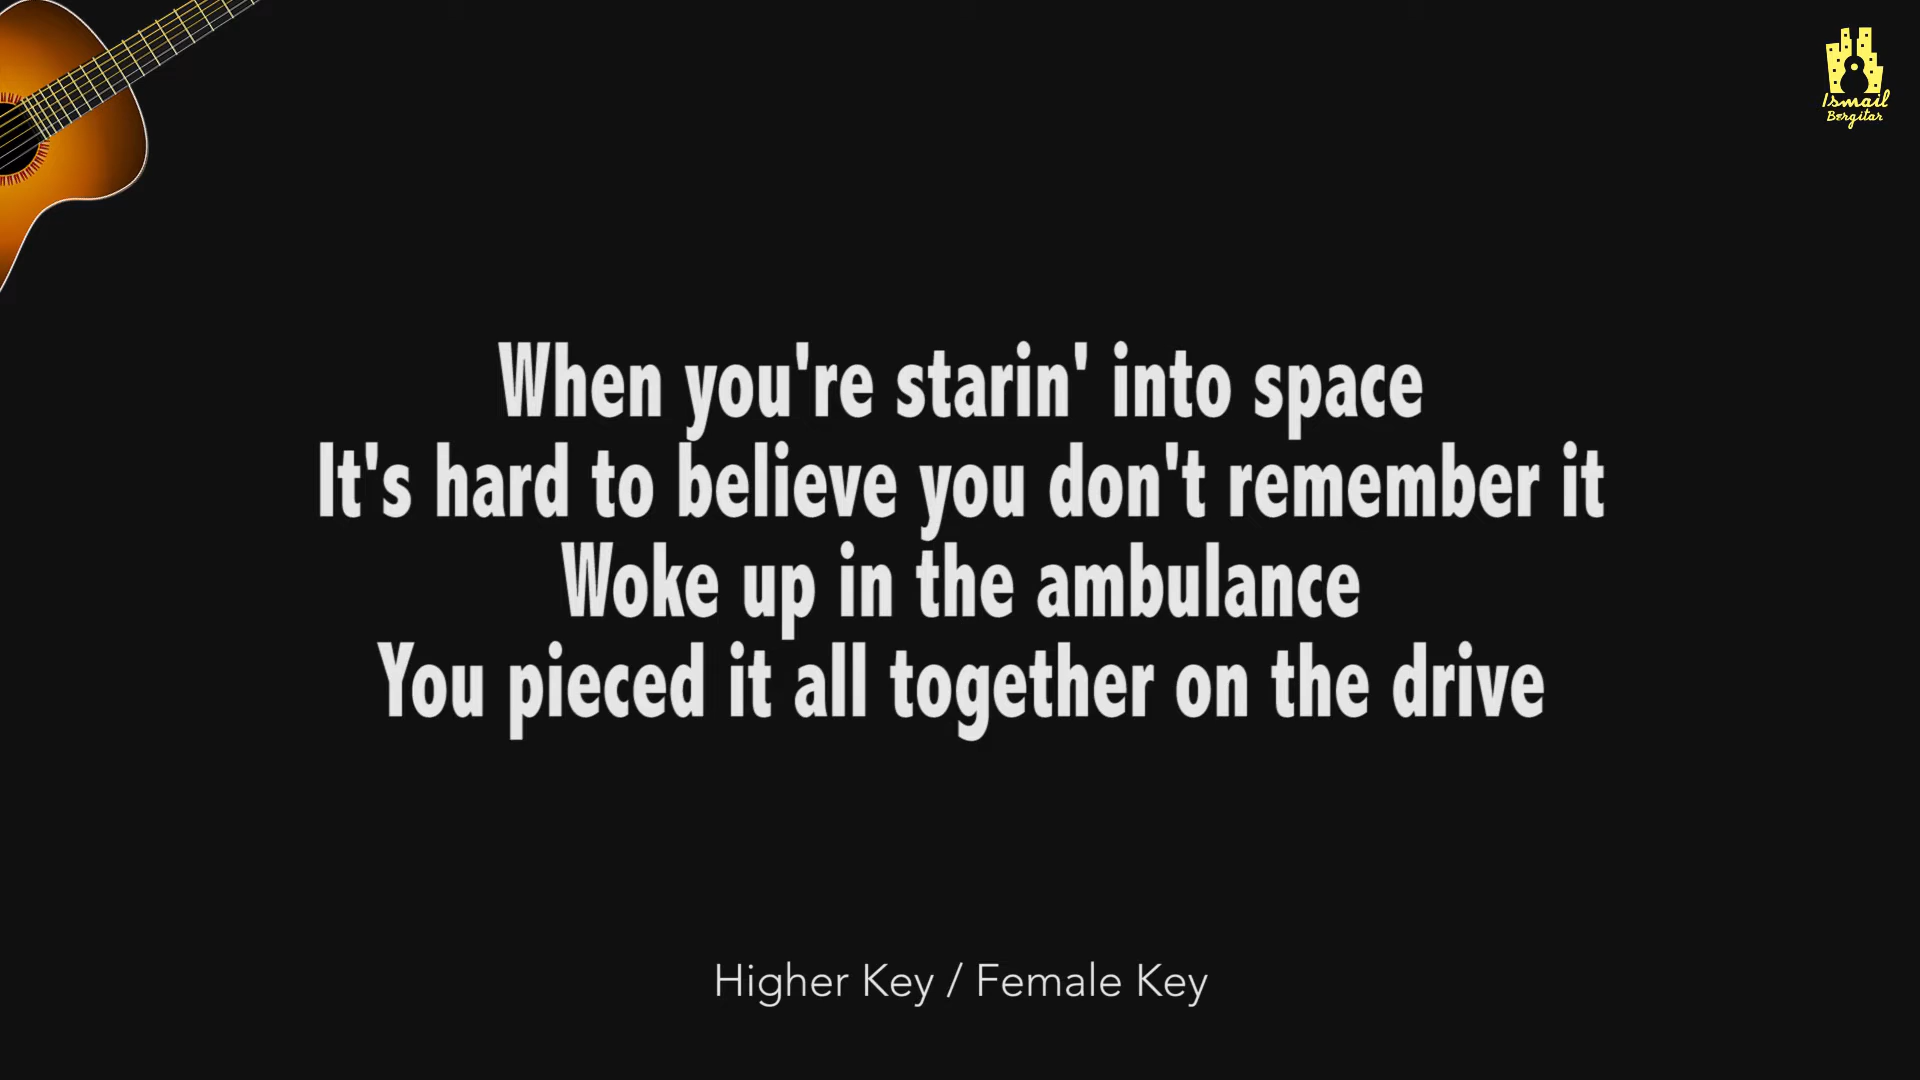 Ismail
Bergitar
When you're starin' into space
It's hard to believe you don't remember it
Woke up in the ambulance
You pieced it all together on the drive
Higher Key / Female Key